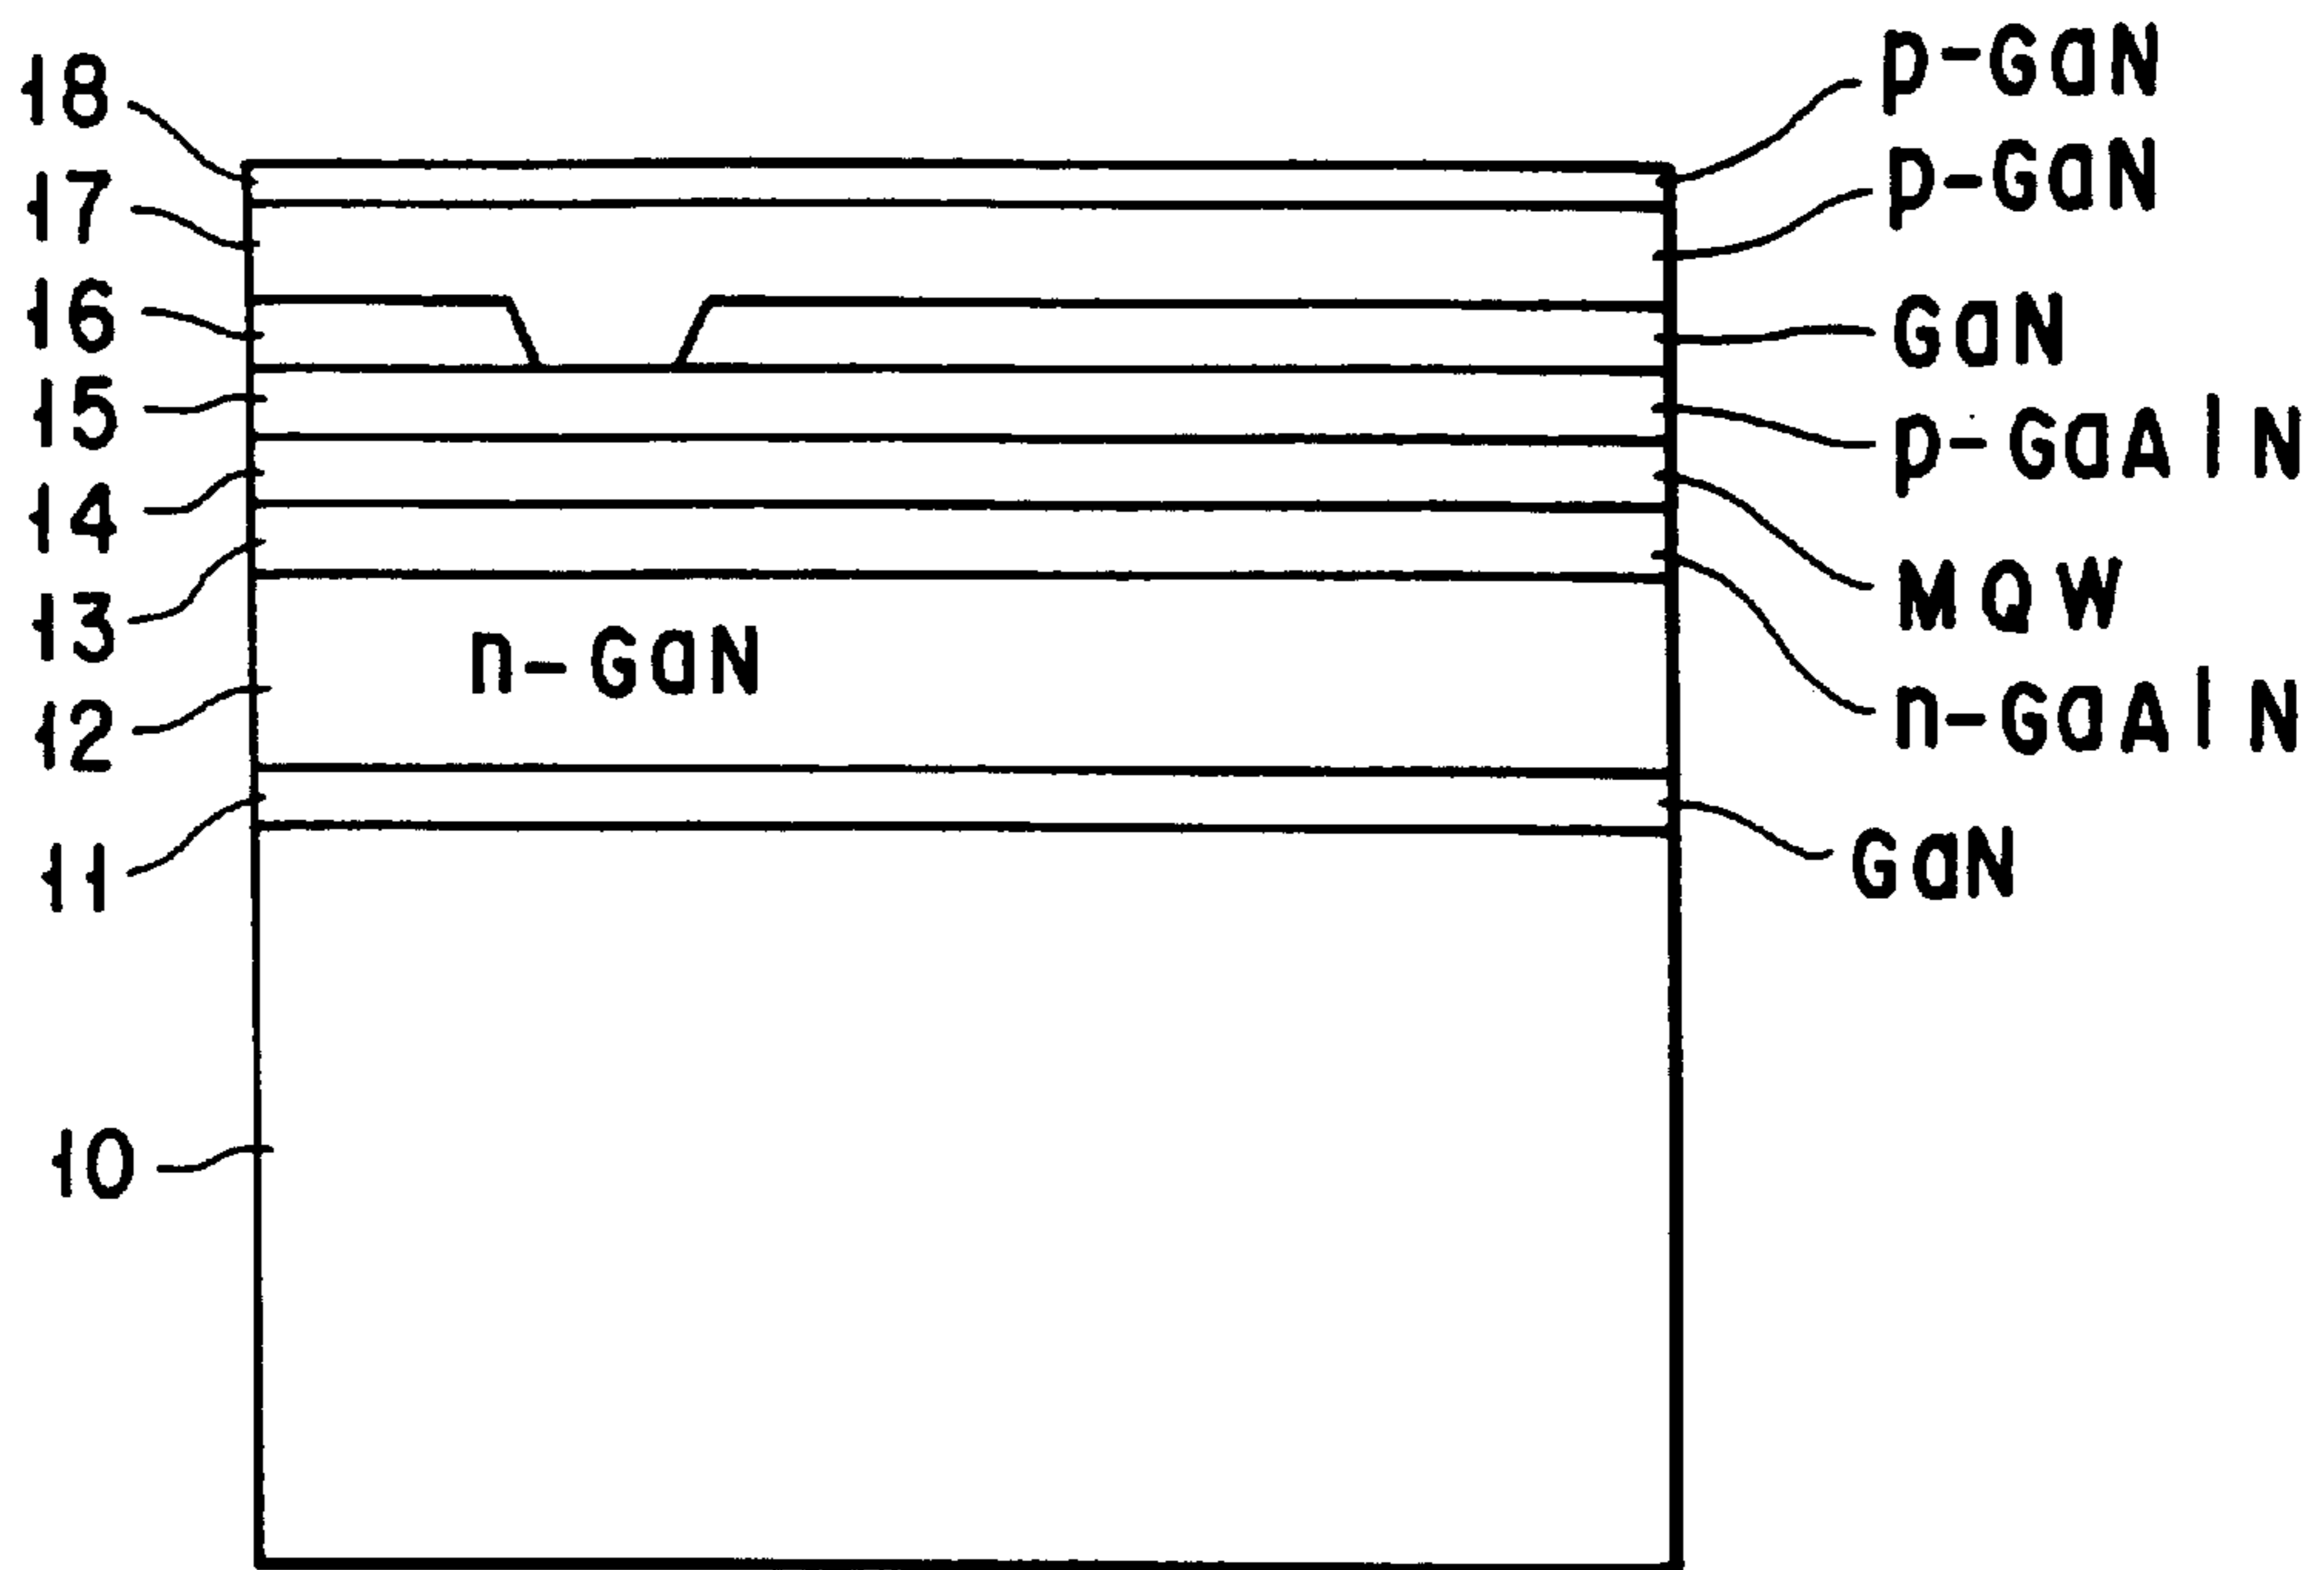 18
p-GaN
17
p-GaN
16
GaN
15
p-GaAlN
14
MQW
13
n-GaN
n-GaAlN
12
11
GaN
10